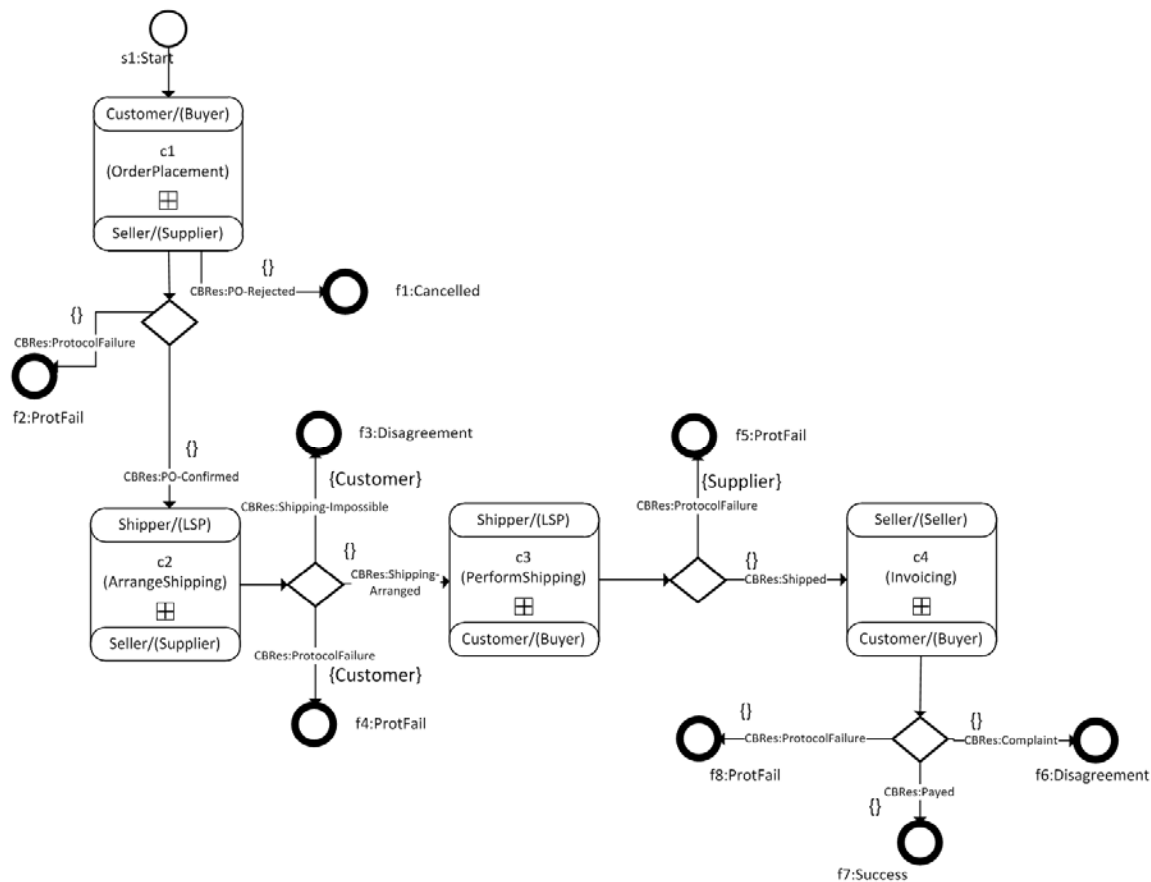 s1:Start
Customer/(Buyer)
c1
(OrderPlacement)
Seller/(Supplier)
{}
CBRes:PO-Rejected
f1:Cancelled
{}
CBRes:ProtocolFailure
f2:ProtFail
{}
CBRes:PO-Confirmed
f3:Disagreement
{Customer}
CBRes:Shipping-Impossible
f5:ProtFail
{Supplier}
CBRes:ProtocolFailure
Shipper/(LSP)
c2
(ArrangeShipping)
Seller/(Supplier)
{}
CBRes:Shipping-
Arranged
CBRes:ProtocolFailure
{Customer}
f4:ProtFail
Shipper/(LSP)
c3
(PerformShipping)
Customer/(Buyer)
{}
CBRes:Shipped
Seller/(Seller)
c4
(Invoicing)
Customer/(Buyer)
{}
CBRes:ProtocolFailure
f8:ProtFail
{}
CBRes:Complaint
f6:Disagreement
CBRes:Payed
{}
f7:Success